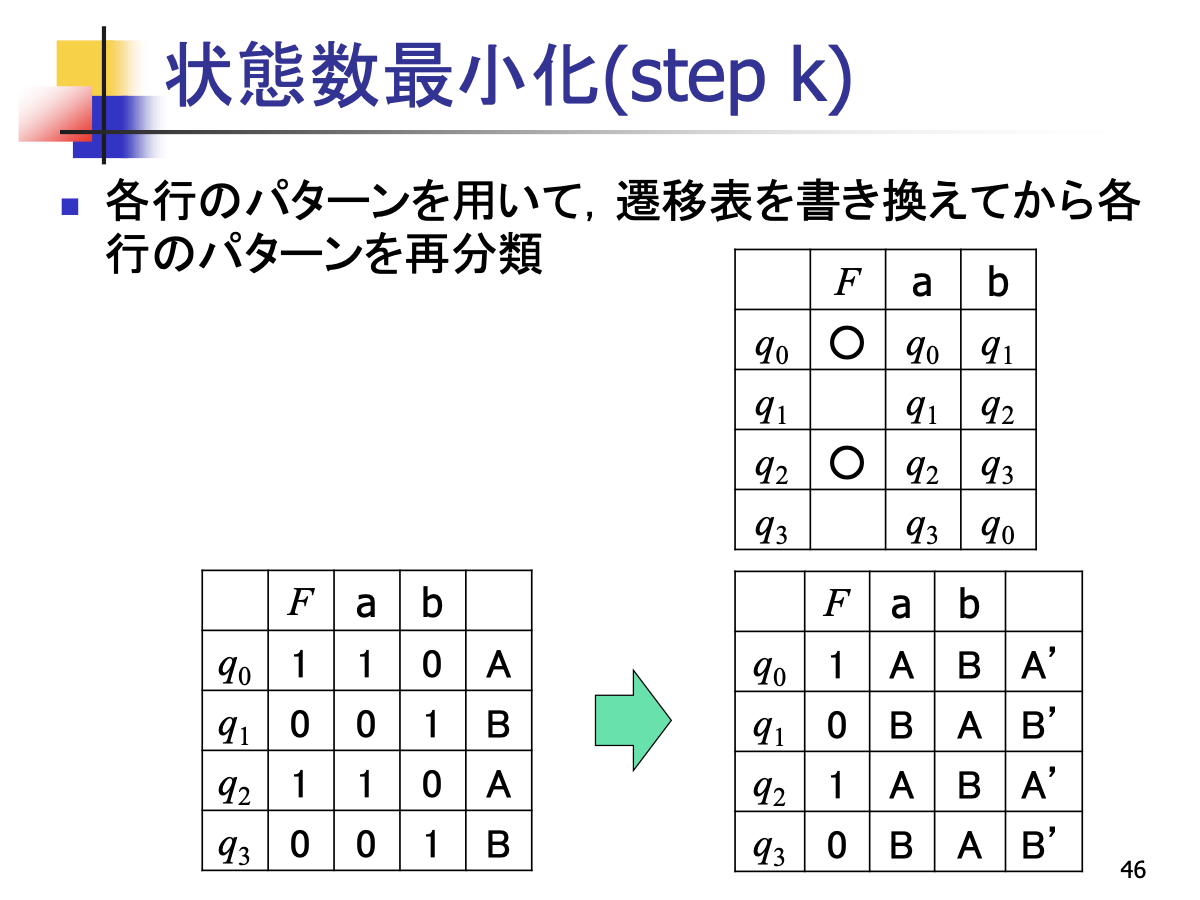 状態数最小化(step k)
各行のパターンを用いて，遷移表を書き換えてから各
行のパターンを再分類
F a b
q0 〇 q0 q1
q1 q1 q2
q2 〇 q2 q3
q3 q3 q0
F a b
q0 1 1 0 A
q1 0 0 1 B
q2 1 1 0 A
q3 0 0 1 B
F a b
q0 1 A B A’
q1 0 B A B’
q2 1 A B A’
q3 0 B A B’
46